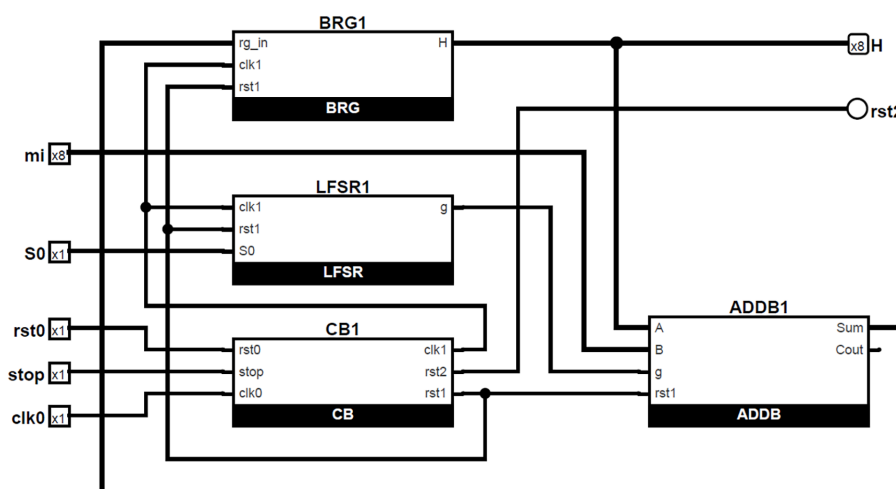 BRG1
rg_in
H
clk1
rst1
BRG
x8
H
rst2
mi
x8
LFSR1
clk1
g
rst1
S0
LFSR
S0
x1
CB1
rst0
clk1
stop
rst2
clk0
rst1
CB
rst0
x1
stop
x1
clk0
x1
ADDB1
A
Sum
B
Cout
g
rst1
ADDB